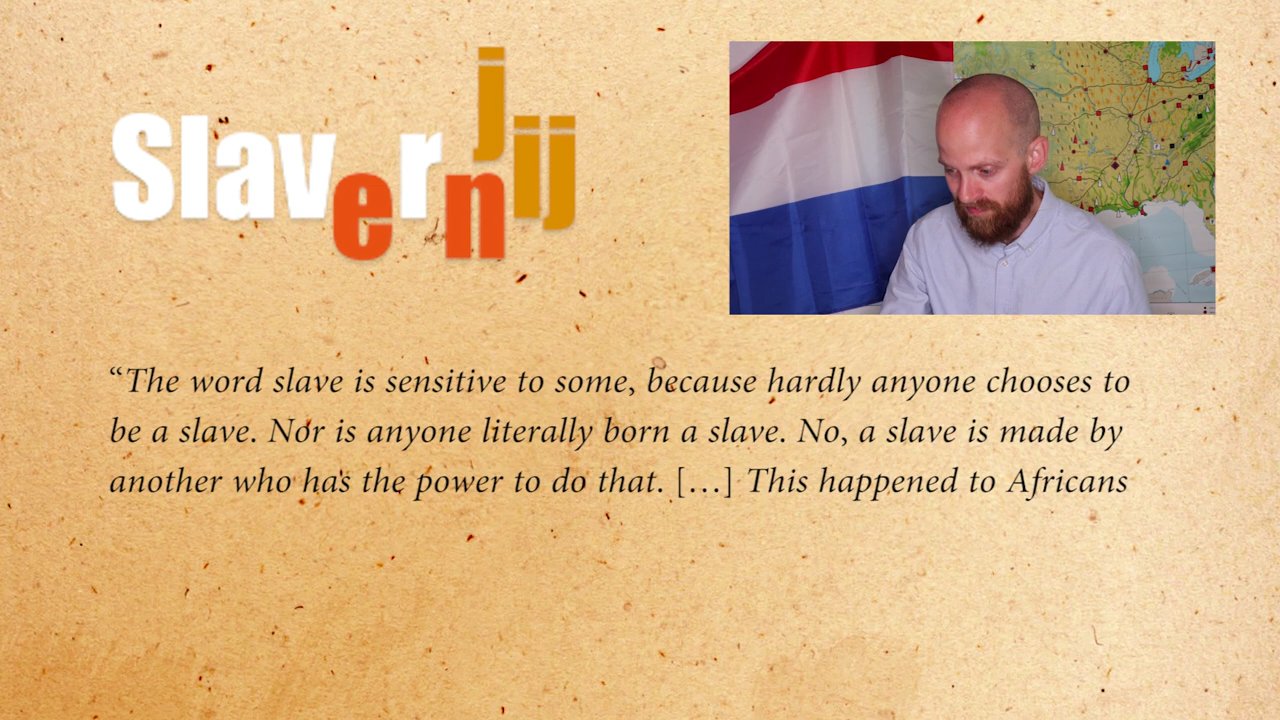 Slavernjij
“The word slave is sensitive to some, because hardly anyone chooses to
be a slave. Nor is anyone literally born a slave. No, a slave is made by
another who has the power to do that. […] This happened to Africans